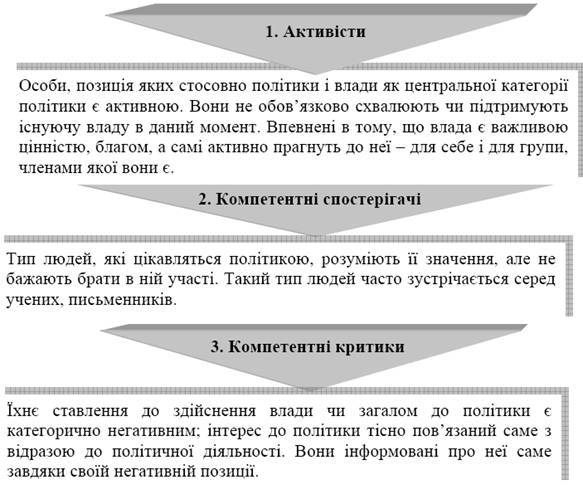 1. Активісти
Особи, позиція яких стосовно політики і влади як центральної категорії
політики є активною. Вони не обов’язково схвалюють чи підтримують
існуючу владу в даний момент. Впевнені в тому, що влада є важливою
цінністю, благом, а самі активно прагнуть до неї – для себе і для групи,
членами якої вони є.
2. Компетентні спостерігачі
Тип людей, які цікавляться політикою, розуміють її значення, але не
бажають брати в ній участі. Такий тип людей часто зустрічається серед
учених, письменників.
3. Компетентні критики
Їхнє ставлення до здійснення влади чи загалом до політики є
категорично негативним; інтерес до політики тісно пов’язаний саме з
відразою до політичної діяльності. Вони інформовані про неї саме
завдяки своїй негативній позиції.